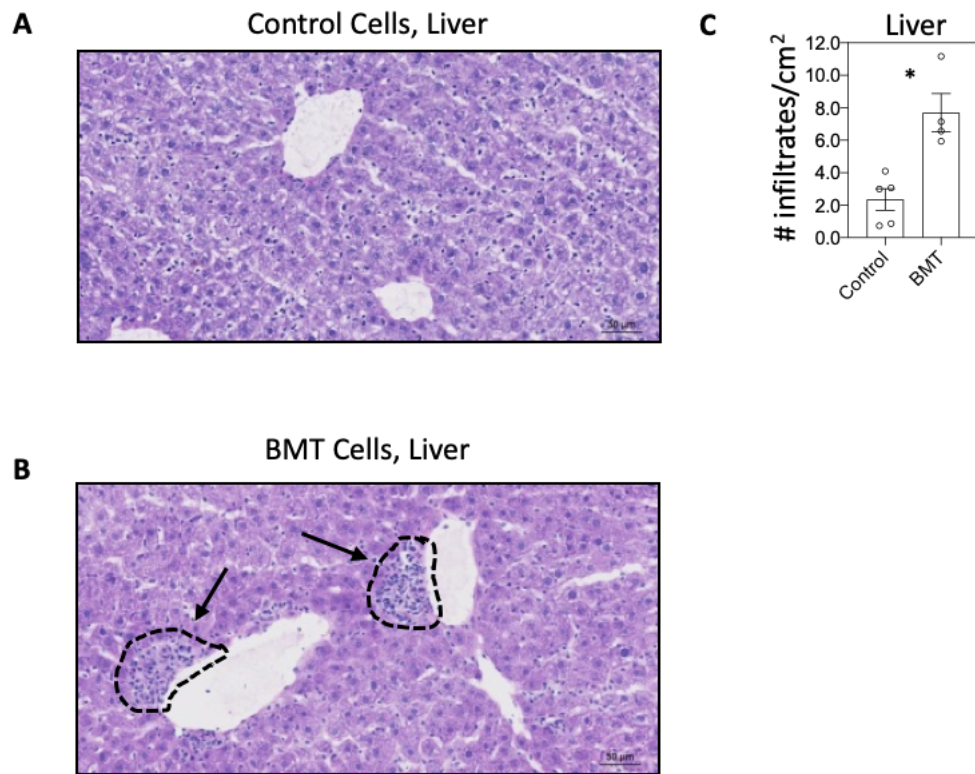 A
Control Cells, Liver
50 µm
B
BMT Cells, Liver
50 µm
C
Liver
# infiltrates/cm²
12.0
10.0
8.0
6.0
4.0
2.0
0.0
*
Control
BMT